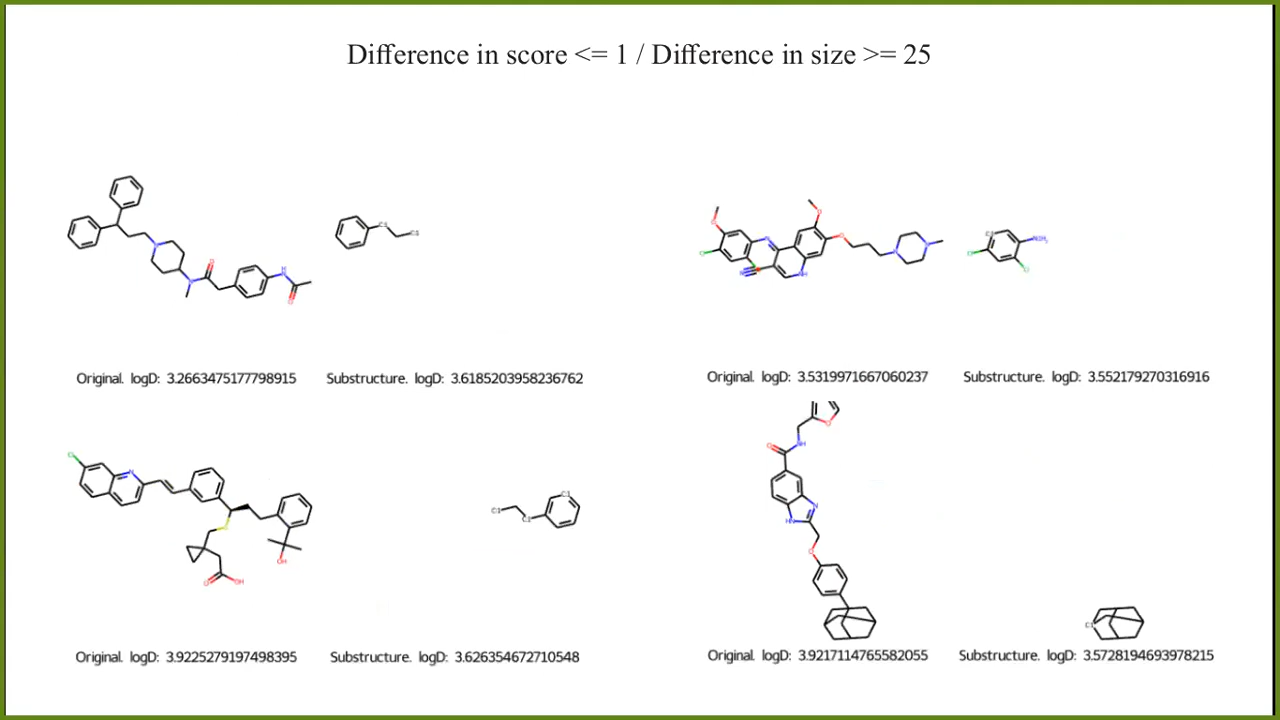 Difference in score <= 1 / Difference in size >= 25
Original. logD: 3.2663475177798915
Substructure. logD: 3.6185203958236762
Original. logD: 3.5319971667060237
Substructure. logD: 3.552179270316916
Original. logD: 3.9225279197498395
Substructure. logD: 3.626354672710548
Original. logD: 3.9217114765582055
Substructure. logD: 3.5728194693978215